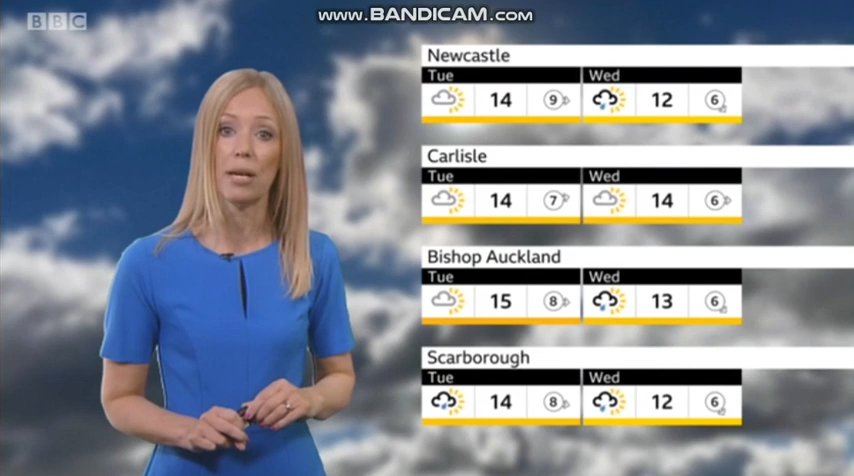 BBC
www.BANDICAM.com
Newcastle
Tue Wed
14 9 12 6
Carlisle
Tue Wed
14 7 14 6
Bishop Auckland
Tue Wed
15 8 13 6
Scarborough
Tue Wed
14 8 12 6